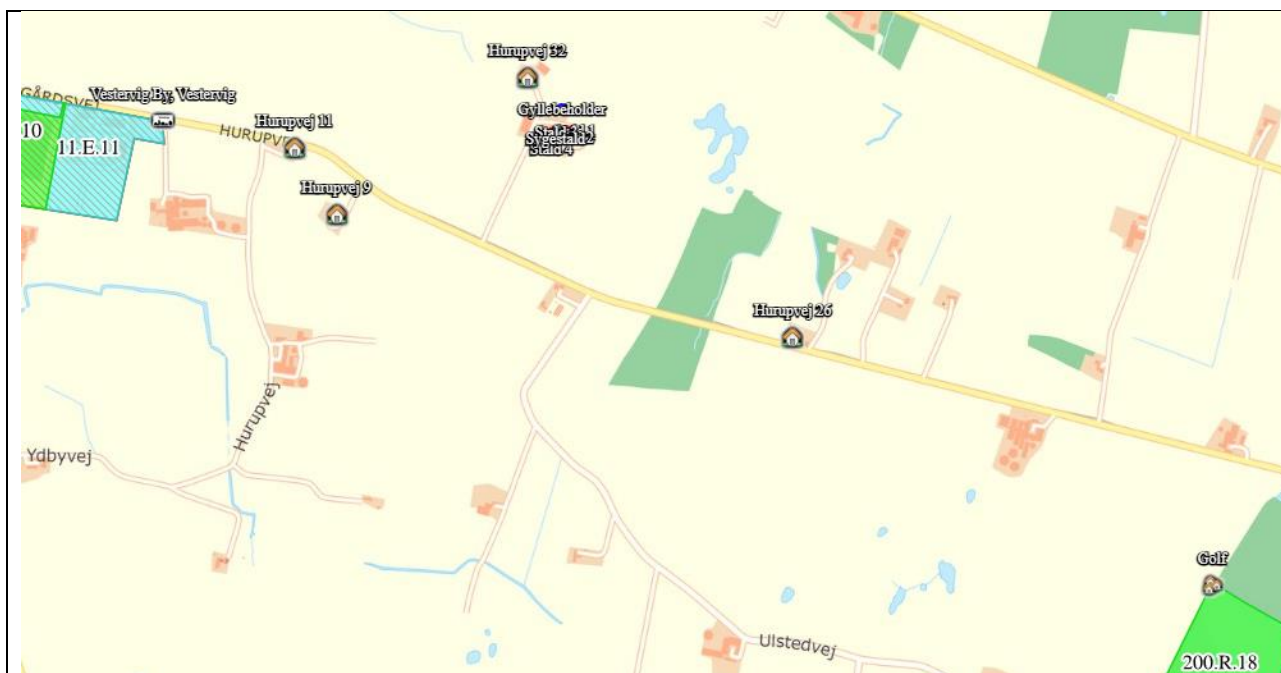 Hurupvej 32
GÅRDSVEJ
Vestervig By, Vestervig
Gyllebeholder
10
11.E.11
HURUPVEJ
Hurupvej 11
Sygestald 2
Stald 4
Hurupvej 9
Hurupvej 26
Hurupvej
Ydbyvej
Golf
Ulstedvej
200.R.18